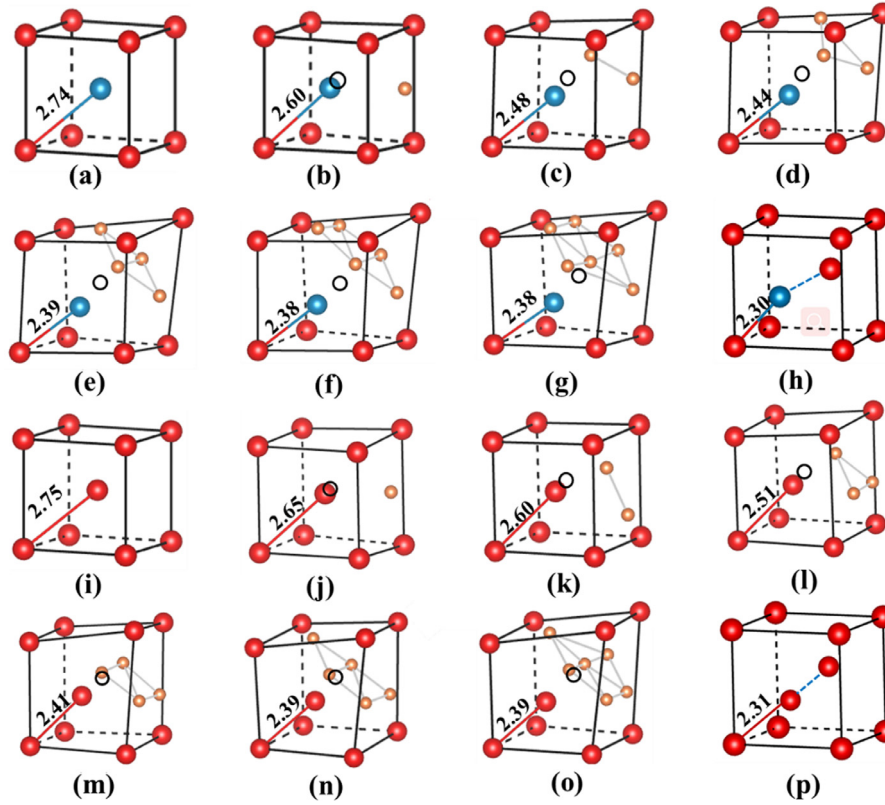 2.74
2.60
2.48
2.44
(a)
(b)
(c)
(d)
2.39
2.38
2.38
2.30
(e)
(f)
(g)
(h)
2.75
2.65
2.60
2.51
(i)
(j)
(k)
(l)
2.41
2.39
2.39
2.31
(m)
(n)
(o)
(p)